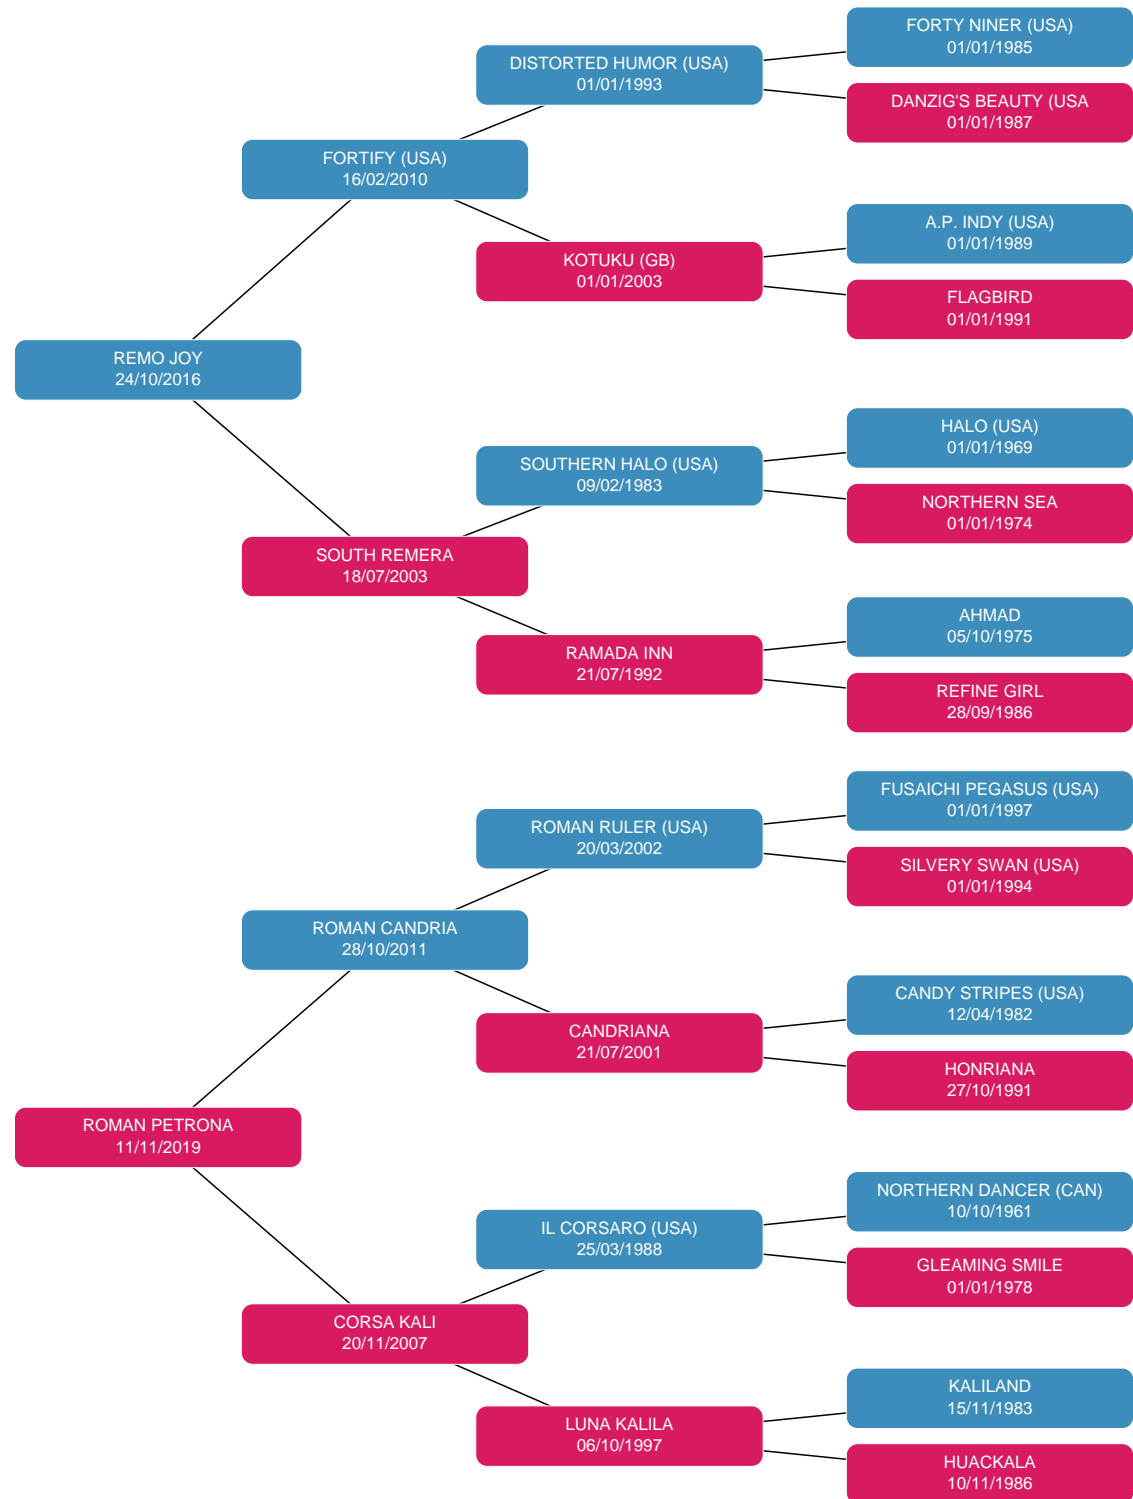 FORTY NINER (USA)
01/01/1985
DISTORTED HUMOR (USA)
01/01/1993
DANZIG'S BEAUTY (USA
01/01/1987
FORTIFY (USA)
16/02/2010
A.P. INDY (USA)
01/01/1989
KOTUKU (GB)
01/01/2003
FLAGBIRD
01/01/1991
REMO JOY
24/10/2016
HALO (USA)
01/01/1969
SOUTHERN HALO (USA)
09/02/1983
NORTHERN SEA
01/01/1974
SOUTH REMERA
18/07/2003
AHMAD
05/10/1975
RAMADA INN
21/07/1992
REFINE GIRL
28/09/1986
FUSAICHI PEGASUS (USA)
01/01/1997
ROMAN RULER (USA)
20/03/2002
SILVERY SWAN (USA)
01/01/1994
ROMAN CANDRIA
28/10/2011
CANDY STRIPES (USA)
12/04/1982
CANDRIANA
21/07/2001
HONRIANA
27/10/1991
ROMAN PETRONA
11/11/2019
NORTHERN DANCER (CAN)
10/10/1961
IL CORSARO (USA)
25/03/1988
GLEAMING SMILE
01/01/1978
CORSA KALI
20/11/2007
KALILAND
15/11/1983
LUNA KALILA
06/10/1997
HUACKALA
10/11/1986